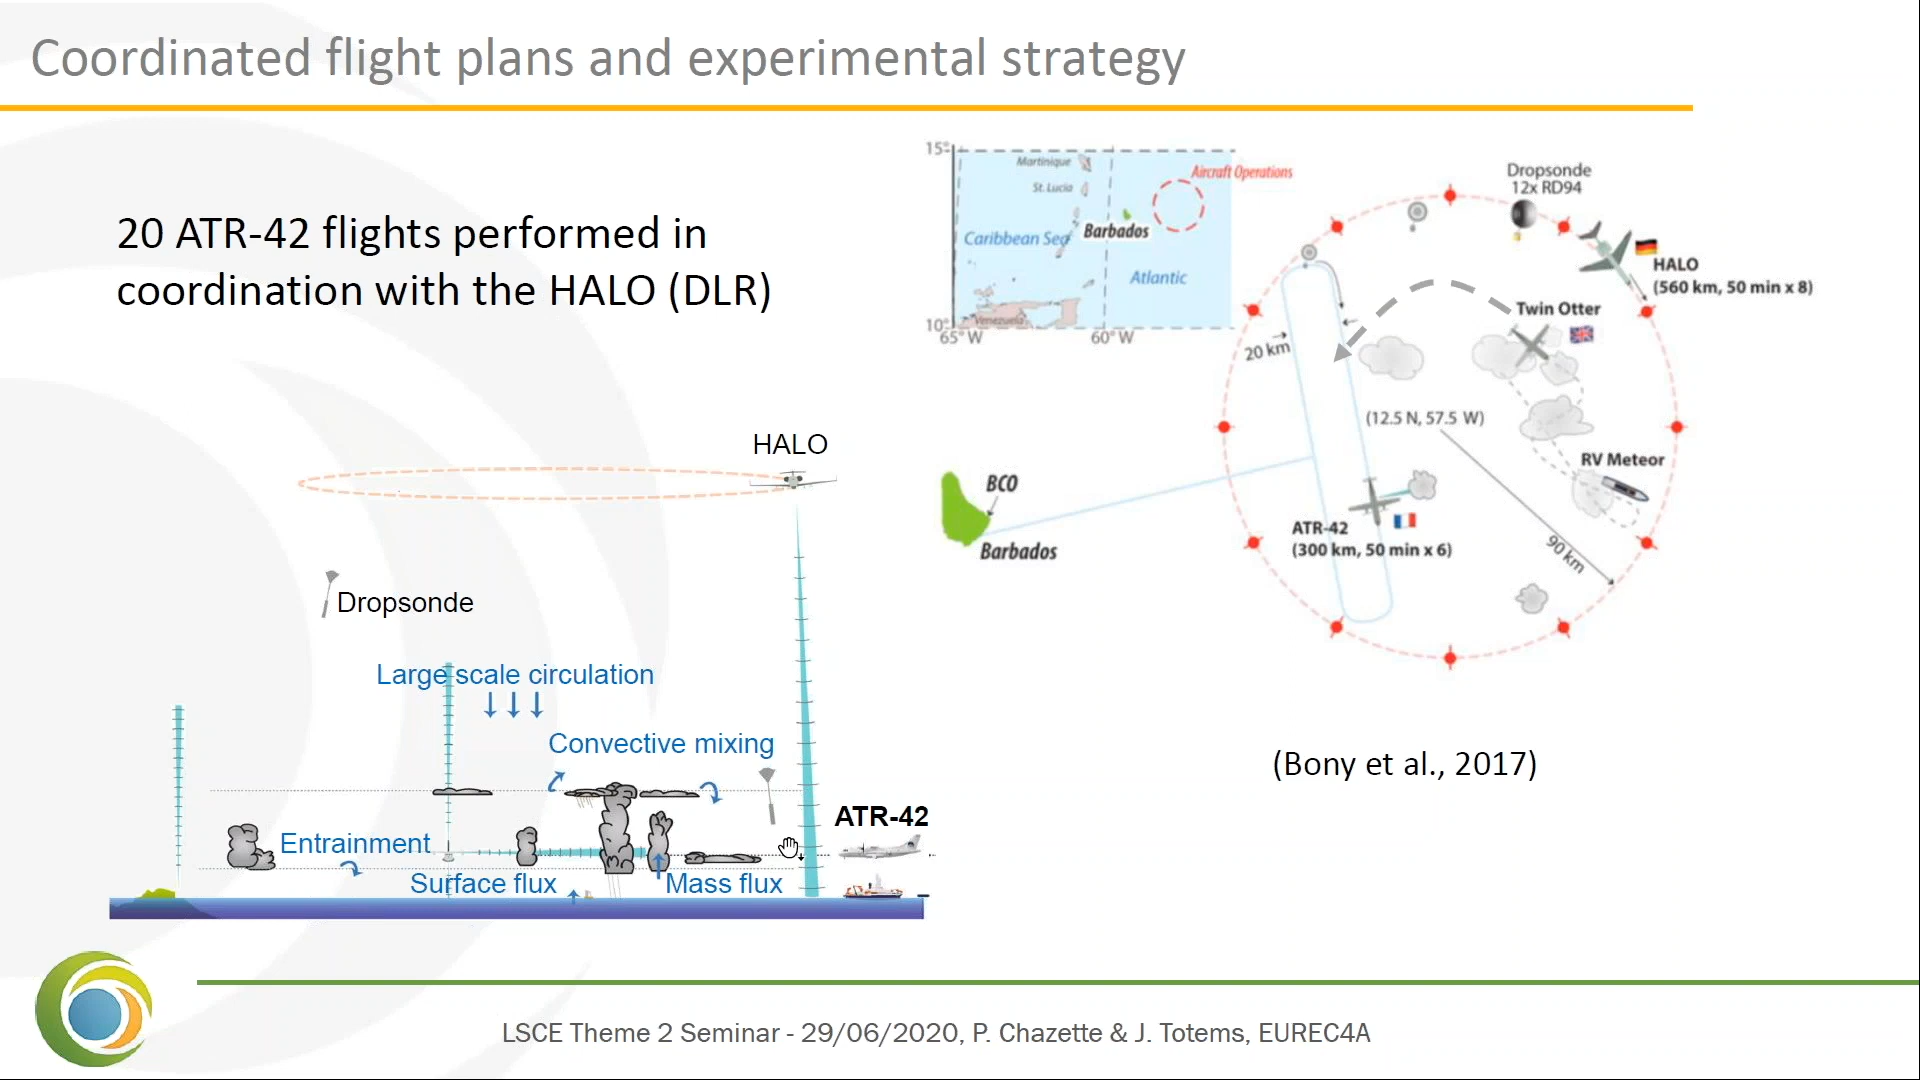 Coordinated flight plans and experimental strategy
20 ATR-42 flights performed in
coordination with the HALO (DLR)
HALO
Dropsonde
Large scale circulation
Convective mixing
ATR-42
Entrainment
Surface flux
Mass flux
15°
Martinique
St. Lucia
Aircraft Operations
Caribbean Sea
Barbados
Atlantic
Venezuela
10°
65°W
60°W
Dropsonde
12x RD94
HALO
(560 km, 50 min x 8)
Twin Otter
20 km
(12.5 N, 57.5 W)
RV Meteor
BCO
Barbados
ATR-42
(300 km, 50 min x 6)
90 km
(Bony et al., 2017)
LSCE Theme 2 Seminar - 29/06/2020, P. Chazette & J. Totems, EUREC4A